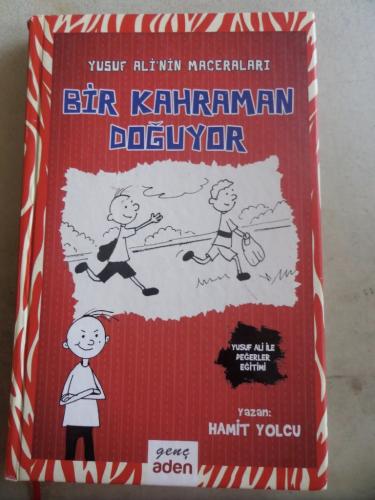 YUSUF ALİ'NİN MACERALARI
BİR KAHRAMAN
DOĞUYOR
YUSUF ALİ İLE
DEĞERLER
EĞİTİMİ
yazan:
HAMİT YOLCU
genç
aden